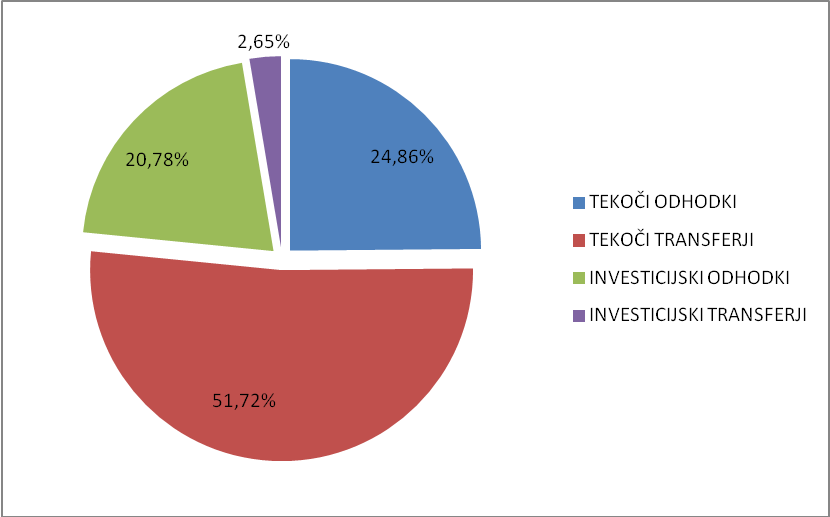 2,65%
24,86%
20,78%
51,72%
TEKOČI ODHODKI
TEKOČI TRANSFERJI
INVESTICIJSKI ODHODKI
INVESTICIJSKI TRANSFERJI